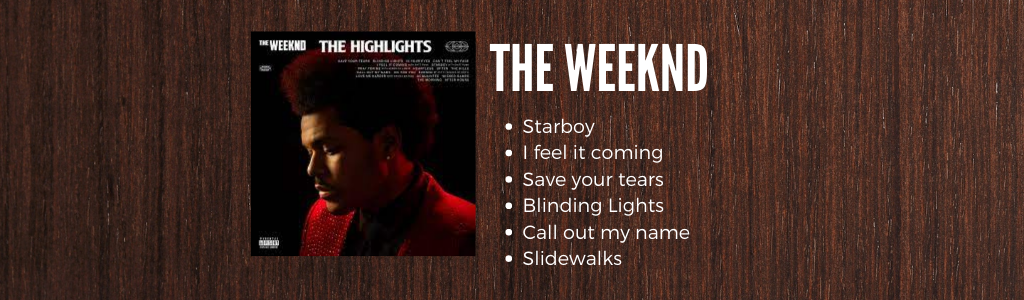 THE WEEKND THE HIGHLIGHTS
THE WEEKND
Starboy
I feel it coming
Save your tears
Blinding Lights
Call out my name
Slidewalks